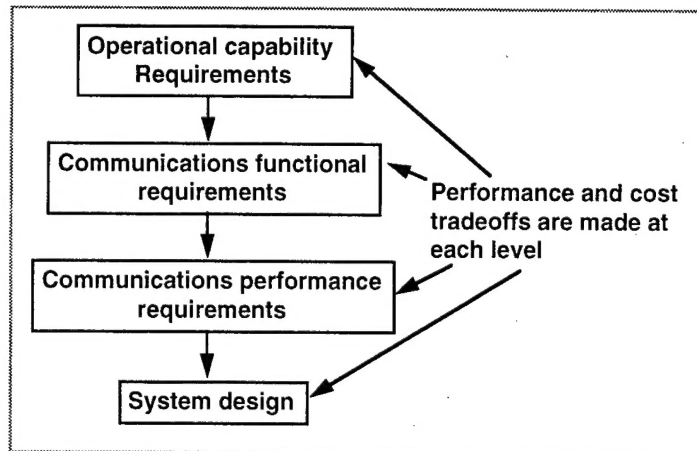 Operational capability
Requirements
Communications functional
requirements
Performance and cost
tradeoffs are made at
each level
Communications performance
requirements
System design